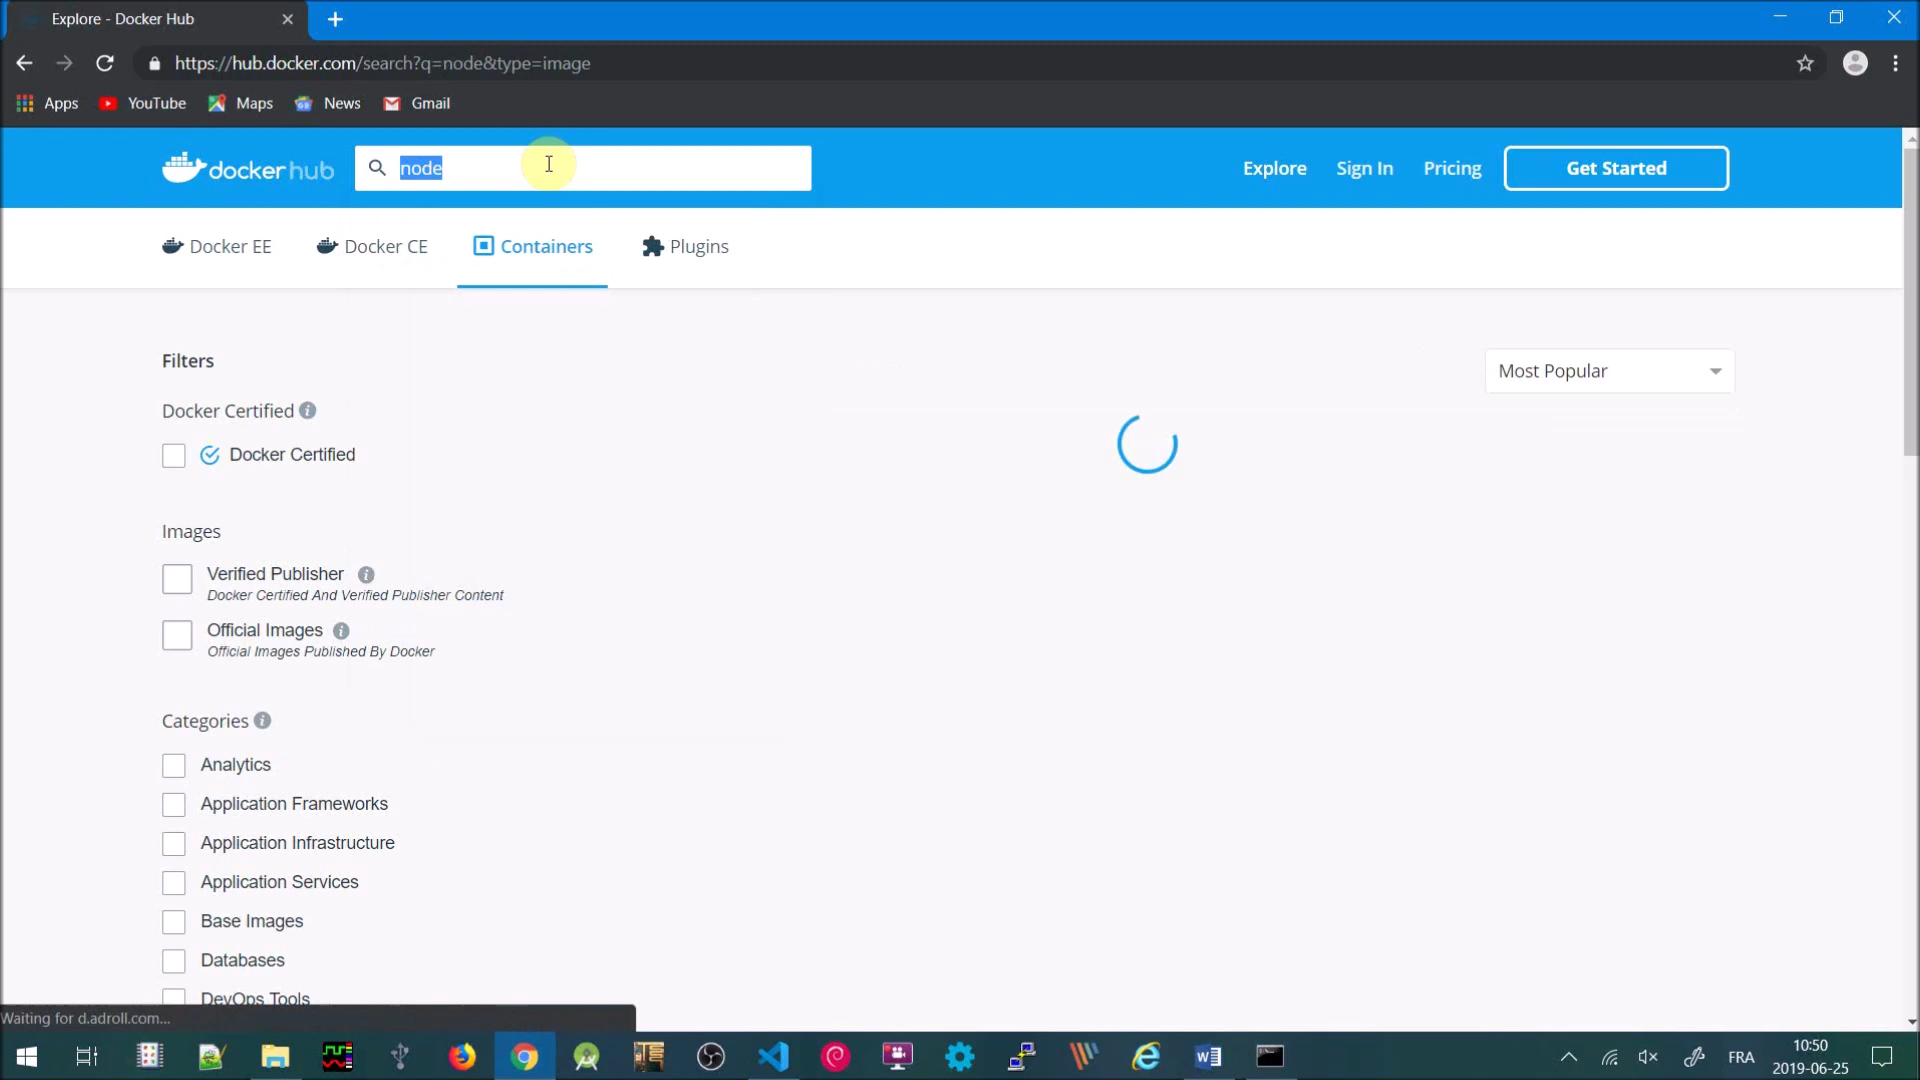 Explore - Docker Hub
https://hub.docker.com/search?q=node&type=image
Apps YouTube Maps News Gmail
docker hub node Explore Sign In Pricing Get Started
Docker EE Docker CE Containers Plugins
Filters
Most Popular
Docker Certified
Docker Certified
Images
Verified Publisher
Docker Certified And Verified Publisher Content
Official Images
Official Images Published By Docker
Categories
Analytics
Application Frameworks
Application Infrastructure
Application Services
Base Images
Databases
DevOps Tools
Waiting for d.adroll.com...
FRA
10:50
2019-06-25